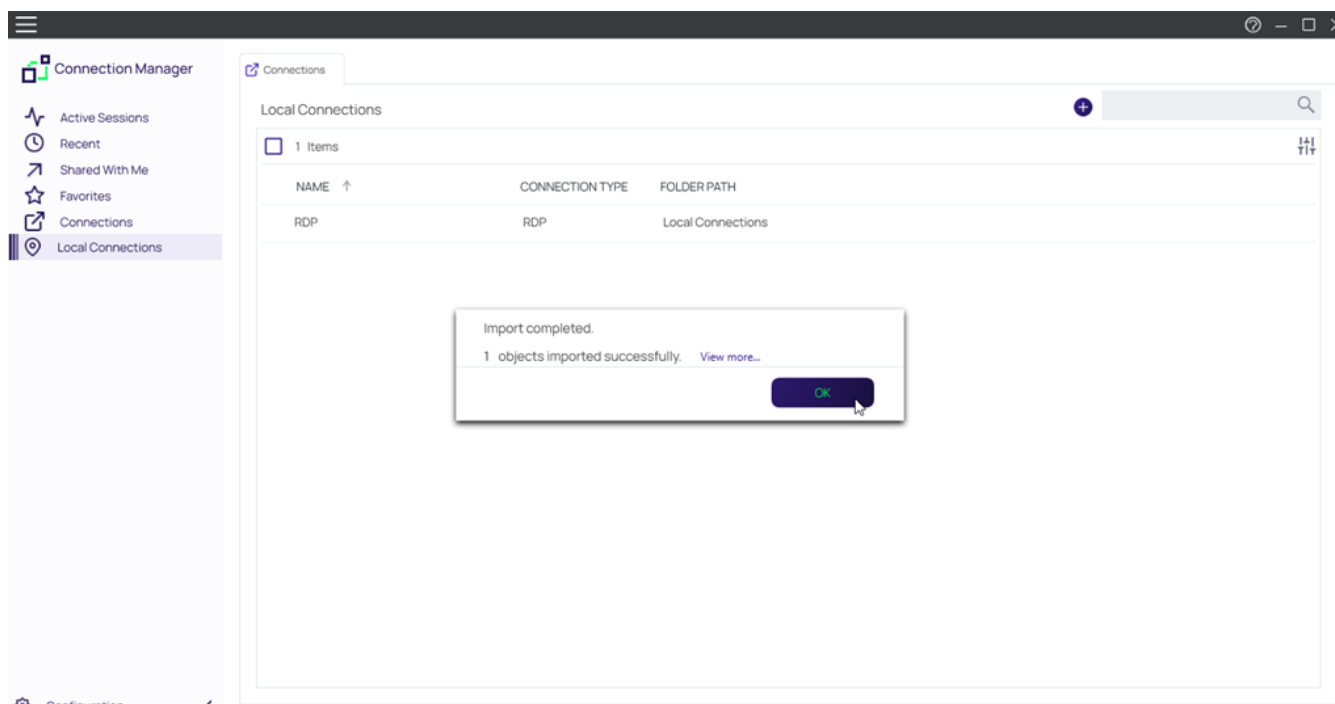 Connection Manager
Connections
Active Sessions
Recent
Shared With Me
Favorites
Connections
Local Connections
Local Connections
1 Items
NAME ↑ CONNECTION TYPE FOLDER PATH
RDP RDP Local Connections
Import completed.
1 objects imported successfully. View more...
OK
Configuration